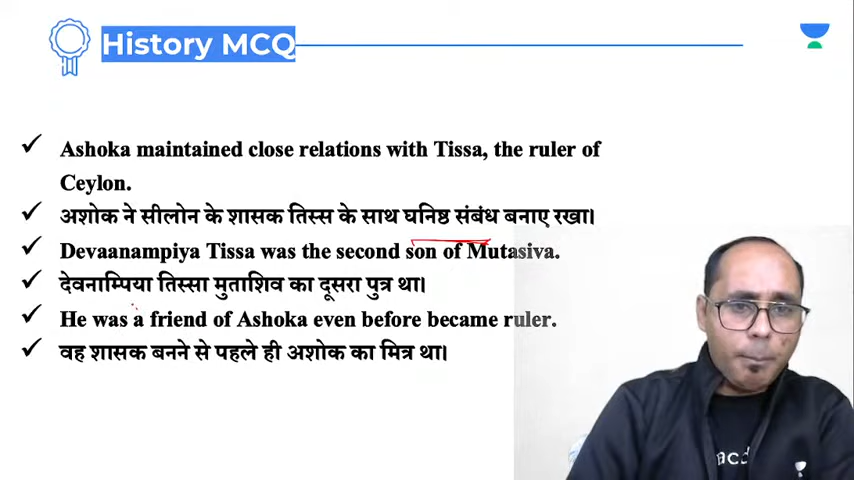 History MCQ
Ashoka maintained close relations with Tissa, the ruler of
Ceylon.
अशोक ने सीलोन के शासक तिस्स के साथ घनिष्ठ संबंध बनाए रखा।
Devaanampiya Tissa was the second son of Mutasiva.
देवनाम्पिया तिस्सा मुताशिव का दूसरा पुत्र था।
He was a friend of Ashoka even before became ruler.
वह शासक बनने से पहले ही अशोक का मित्र था।